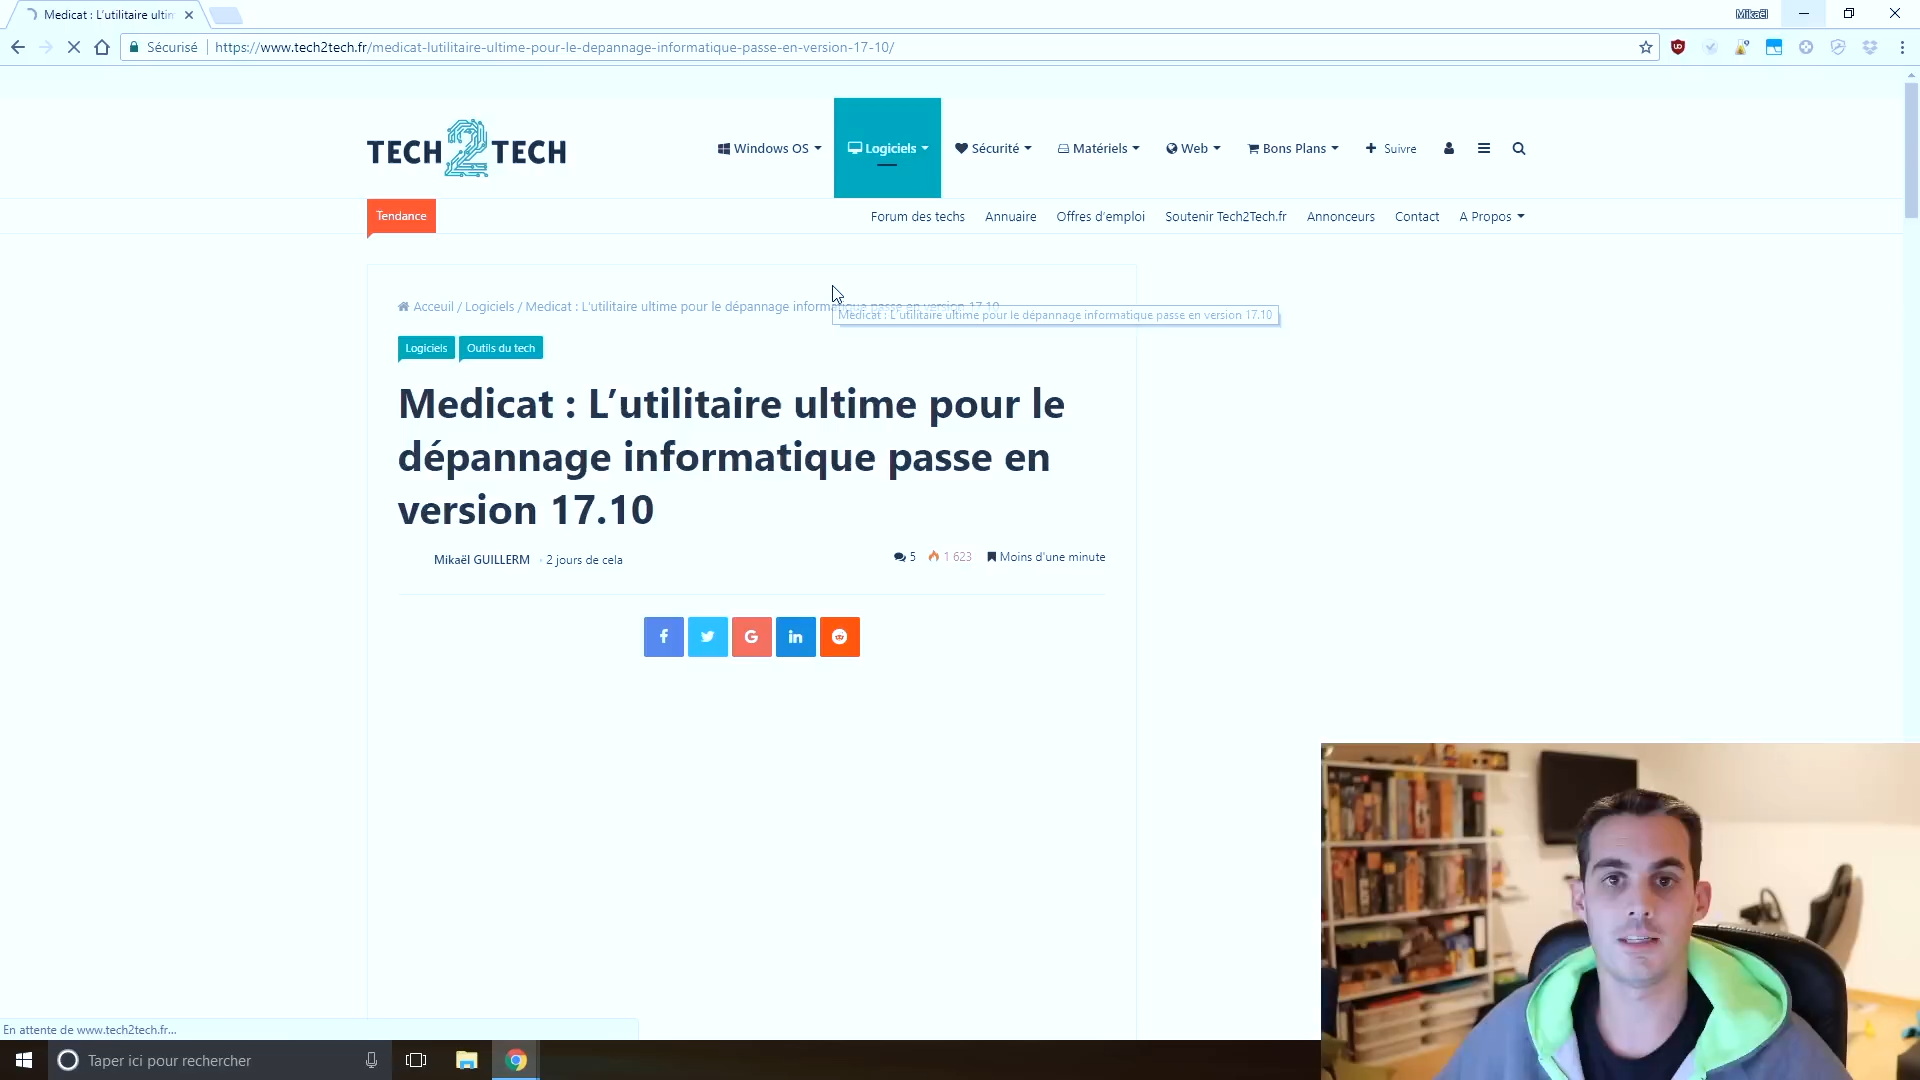 Medicat : L'utilitaire ultim
Mikaël
Sécurisé
https://www.tech2tech.fr/medicat-lutilitaire-ultime-pour-le-depannage-informatique-passe-en-version-17-10/
TECH 2 TECH
Windows OS
Logiciels
Sécurité
Matériels
Web
Bons Plans
Suivre
Tendance
Forum des techs
Annuaire
Offres d'emploi
Soutenir Tech2Tech.fr
Annonceurs
Contact
A Propos
Acceuil / Logiciels / Medicat : L'utilitaire ultime pour le dépannage informatique passe en version 17.10
Medicat : L'utilitaire ultime pour le dépannage informatique passe en version 17.10
Logiciels
Outils du tech
Medicat : L’utilitaire ultime pour le
dépannage informatique passe en
version 17.10
Mikaël GUILLERM
2 jours de cela
5
1 623
Moins d'une minute
En attente de www.tech2tech.fr...
Taper ici pour rechercher